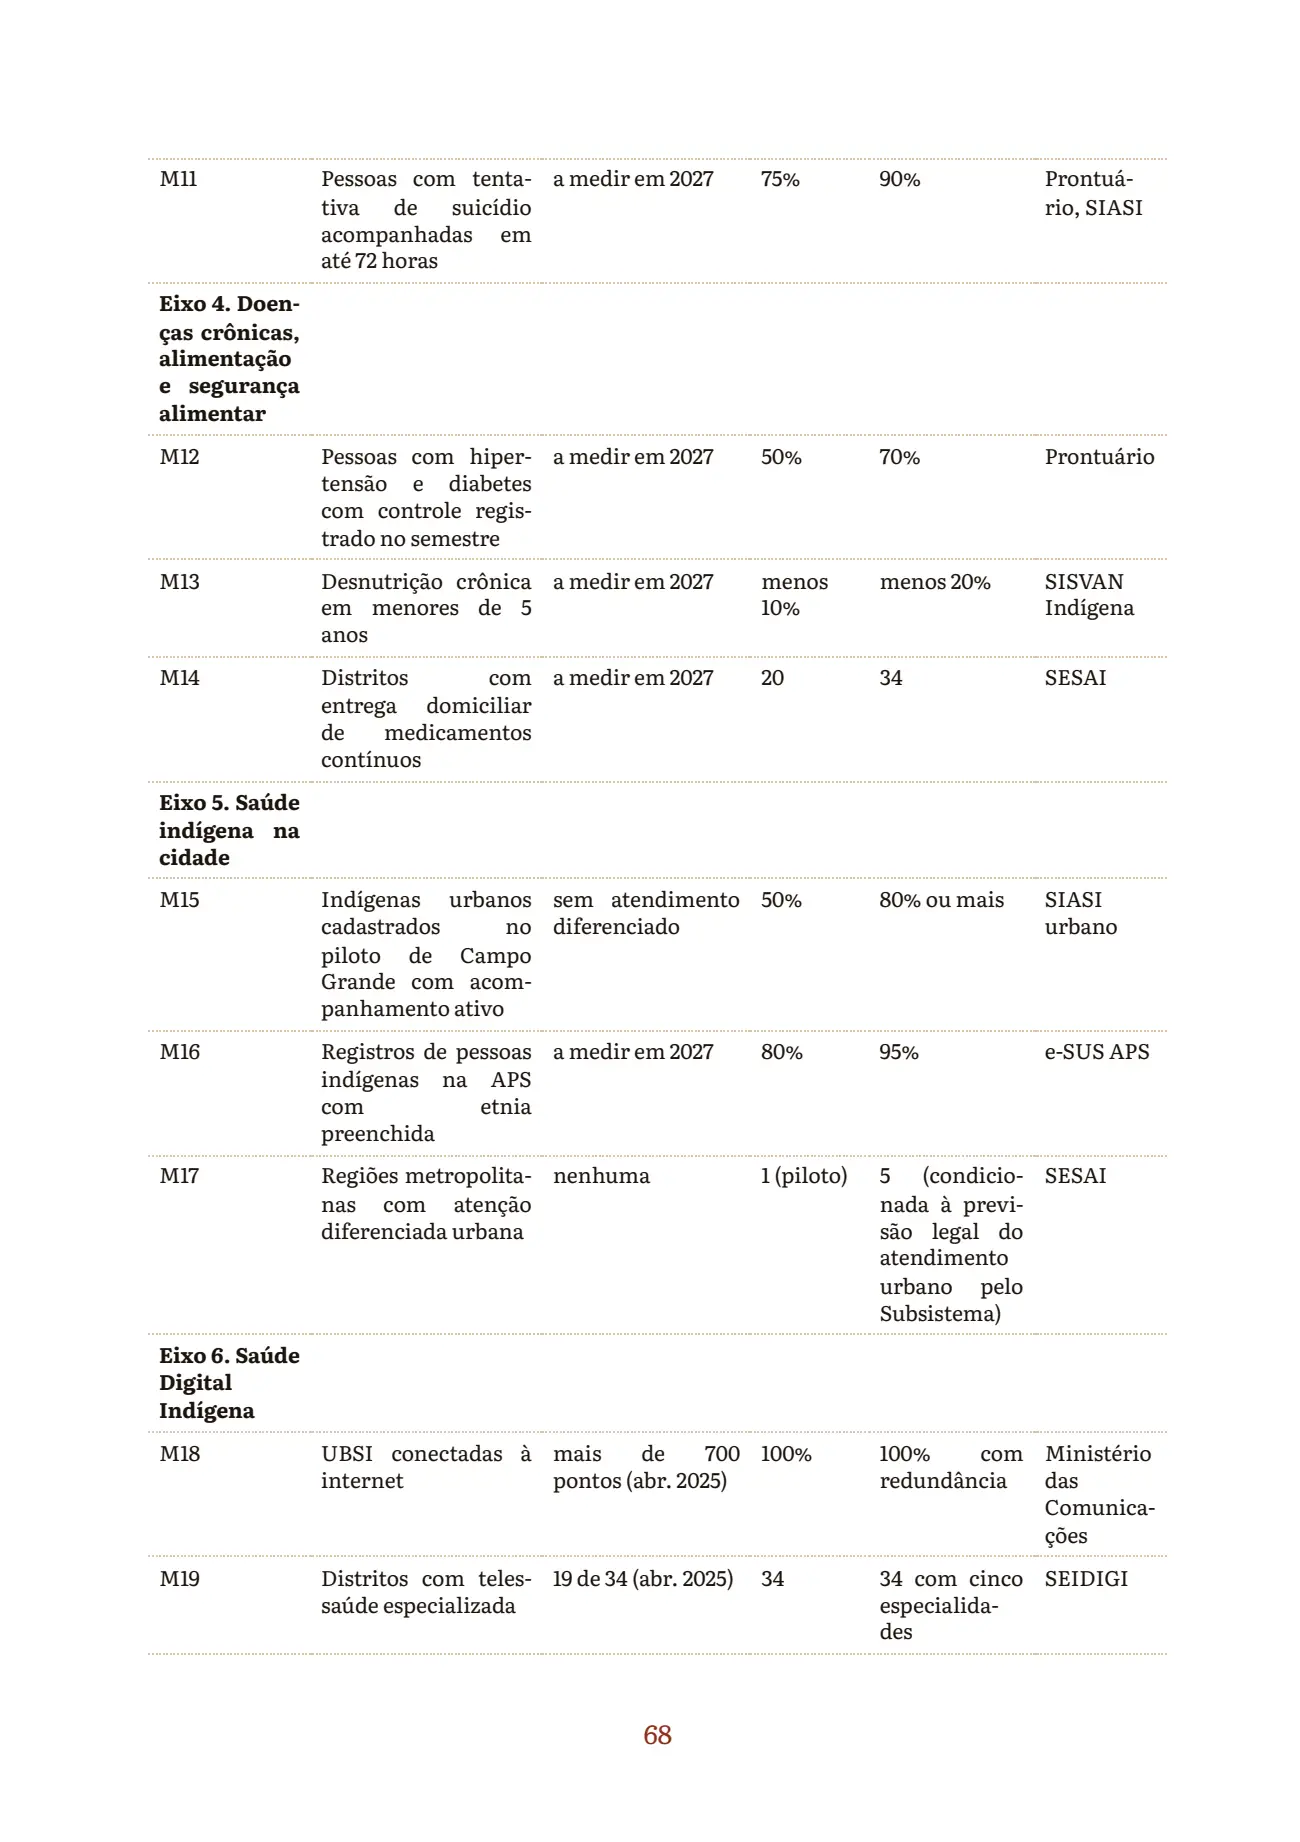 M11 Pessoas com tenta- a medir em 2027 75% 90% Prontuá-
tiva de suicídio rio, SIASI
acompanhadas em
até 72 horas
Eixo 4. Doen-
ças crônicas,
alimentação
e segurança
alimentar
M12 Pessoas com hiper- a medir em 2027 50% 70% Prontuário
tensão e diabetes
com controle regis-
trado no semestre
M13 Desnutrição crônica a medir em 2027 menos menos 20% SISVAN
em menores de 5 10% Indígena
anos
M14 Distritos com a medir em 2027 20 34 SESAI
entrega domiciliar
de medicamentos
contínuos
Eixo 5. Saúde
indígena na
cidade
M15 Indígenas urbanos sem atendimento 50% 80% ou mais SIASI
cadastrados no diferenciado urbano
piloto de Campo
Grande com acom-
panhamento ativo
M16 Registros de pessoas a medir em 2027 80% 95% e-SUS APS
indígenas na APS
com etnia
preenchida
M17 Regiões metropolita- nenhuma 1 (piloto) 5 (condicio- SESAI
nas com atenção nada à previ-
diferenciada urbana são legal do
atendimento
urbano pelo
Subsistema)
Eixo 6. Saúde
Digital
Indígena
M18 UBSI conectadas à mais de 700 100% 100% com Ministério
internet pontos (abr. 2025) redundância das
Comunica-
ções
M19 Distritos com teles- 19 de 34 (abr. 2025) 34 34 com cinco SEIDIGI
saúde especializada especialida-
des
68